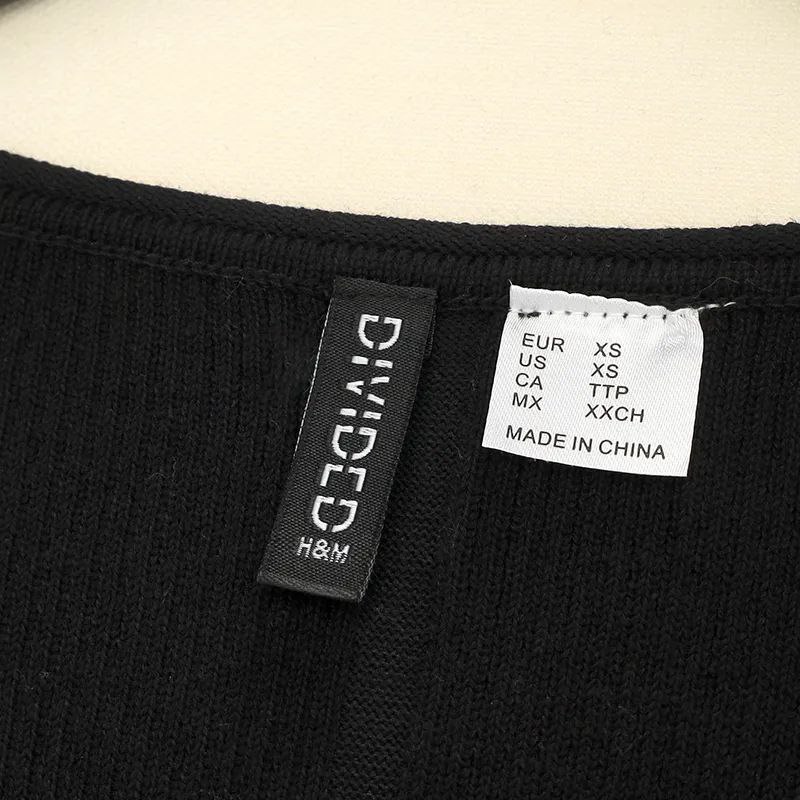 DIVIDED
H&M
EUR XS
US XS
CA TTP
MX XXCH
MADE IN CHINA